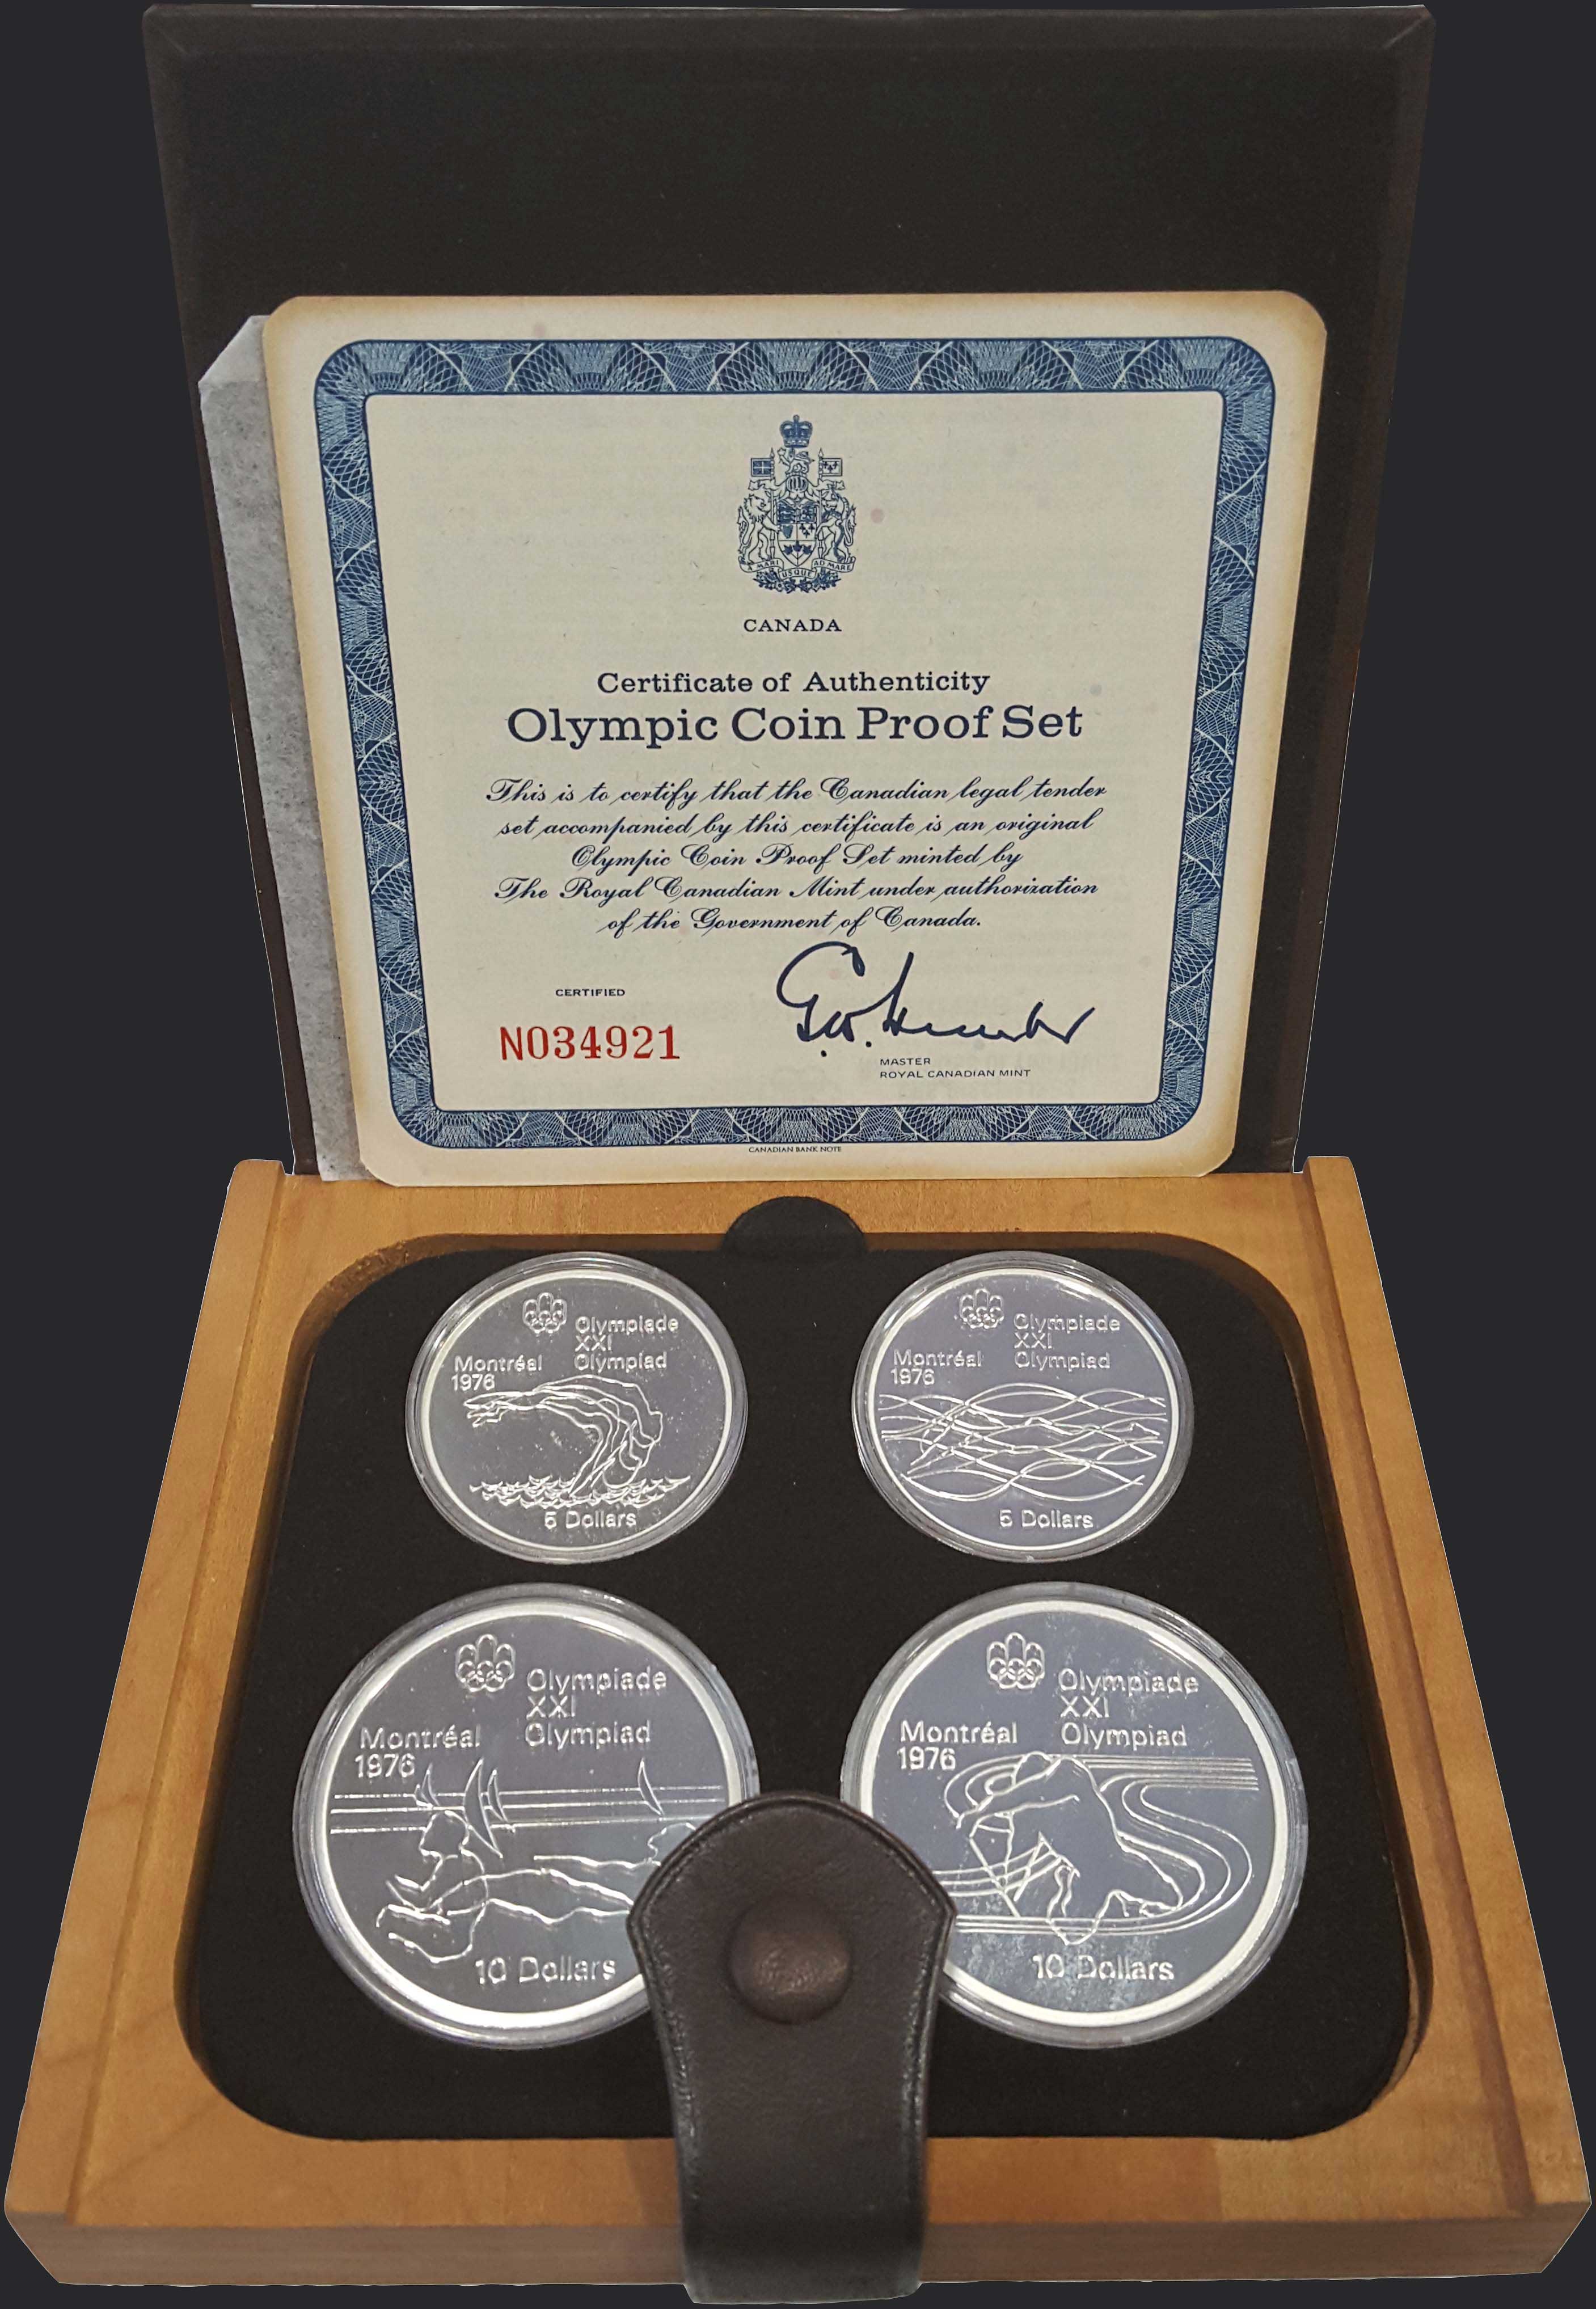 A MARI USQUE AD MARE
CANADA
Certificate of Authenticity
Olympic Coin Proof Set
This is to certify that the Canadian legal tender
set accompanied by this certificate is an original
Olympic Coin Proof Set minted by
The Royal Canadian Mint under authorization
of the Government of Canada.
CERTIFIED
N034921
MASTER
ROYAL CANADIAN MINT
CANADIAN BANK NOTE
Olympiade
XXI
Montréal Olympiad
1976
5 Dollars
Olympiade
XXI
Montréal Olympiad
1976
5 Dollars
Olympiade
XXI
Montréal Olympiad
1976
10 Dollars
Olympiade
XXI
Montréal Olympiad
1976
10 Dollars